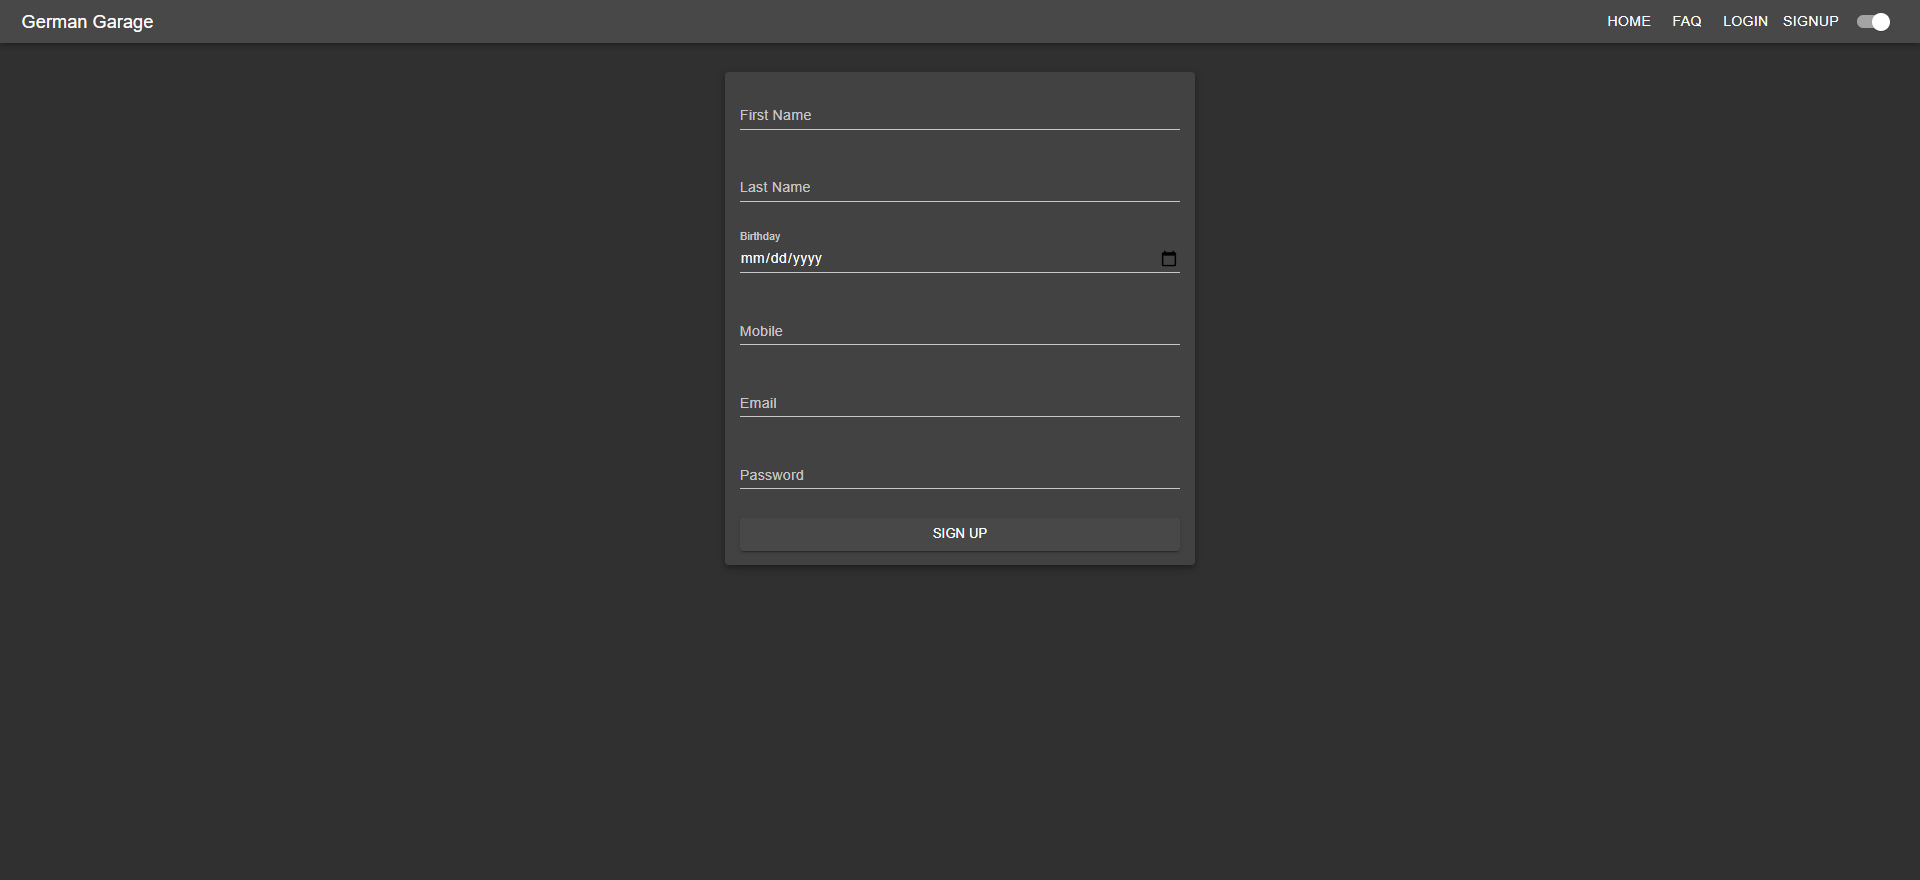 German Garage
HOME FAQ LOGIN SIGNUP
First Name
Last Name
Birthday
mm/dd/yyyy
Mobile
Email
Password
SIGN UP